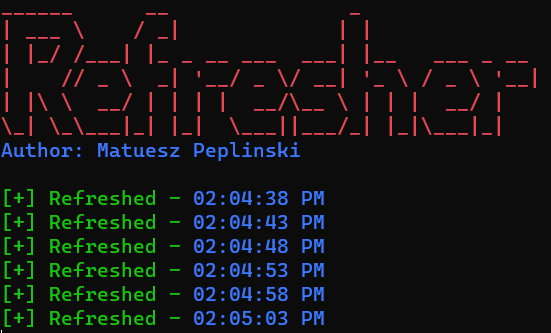 Refresher
Author: Matuesz Peplinski
[+] Refreshed - 02:04:38 PM
[+] Refreshed - 02:04:43 PM
[+] Refreshed - 02:04:48 PM
[+] Refreshed - 02:04:53 PM
[+] Refreshed - 02:04:58 PM
[+] Refreshed - 02:05:03 PM